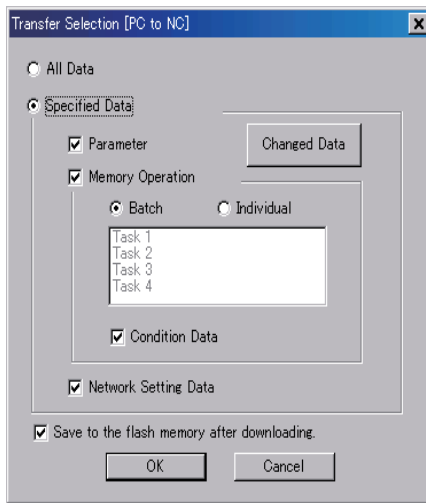 Transfer Selection [PC to NC]
All Data
Specified Data
Parameter
Changed Data
Memory Operation
Batch
Individual
Task 1
Task 2
Task 3
Task 4
Condition Data
Network Setting Data
Save to the flash memory after downloading.
OK
Cancel